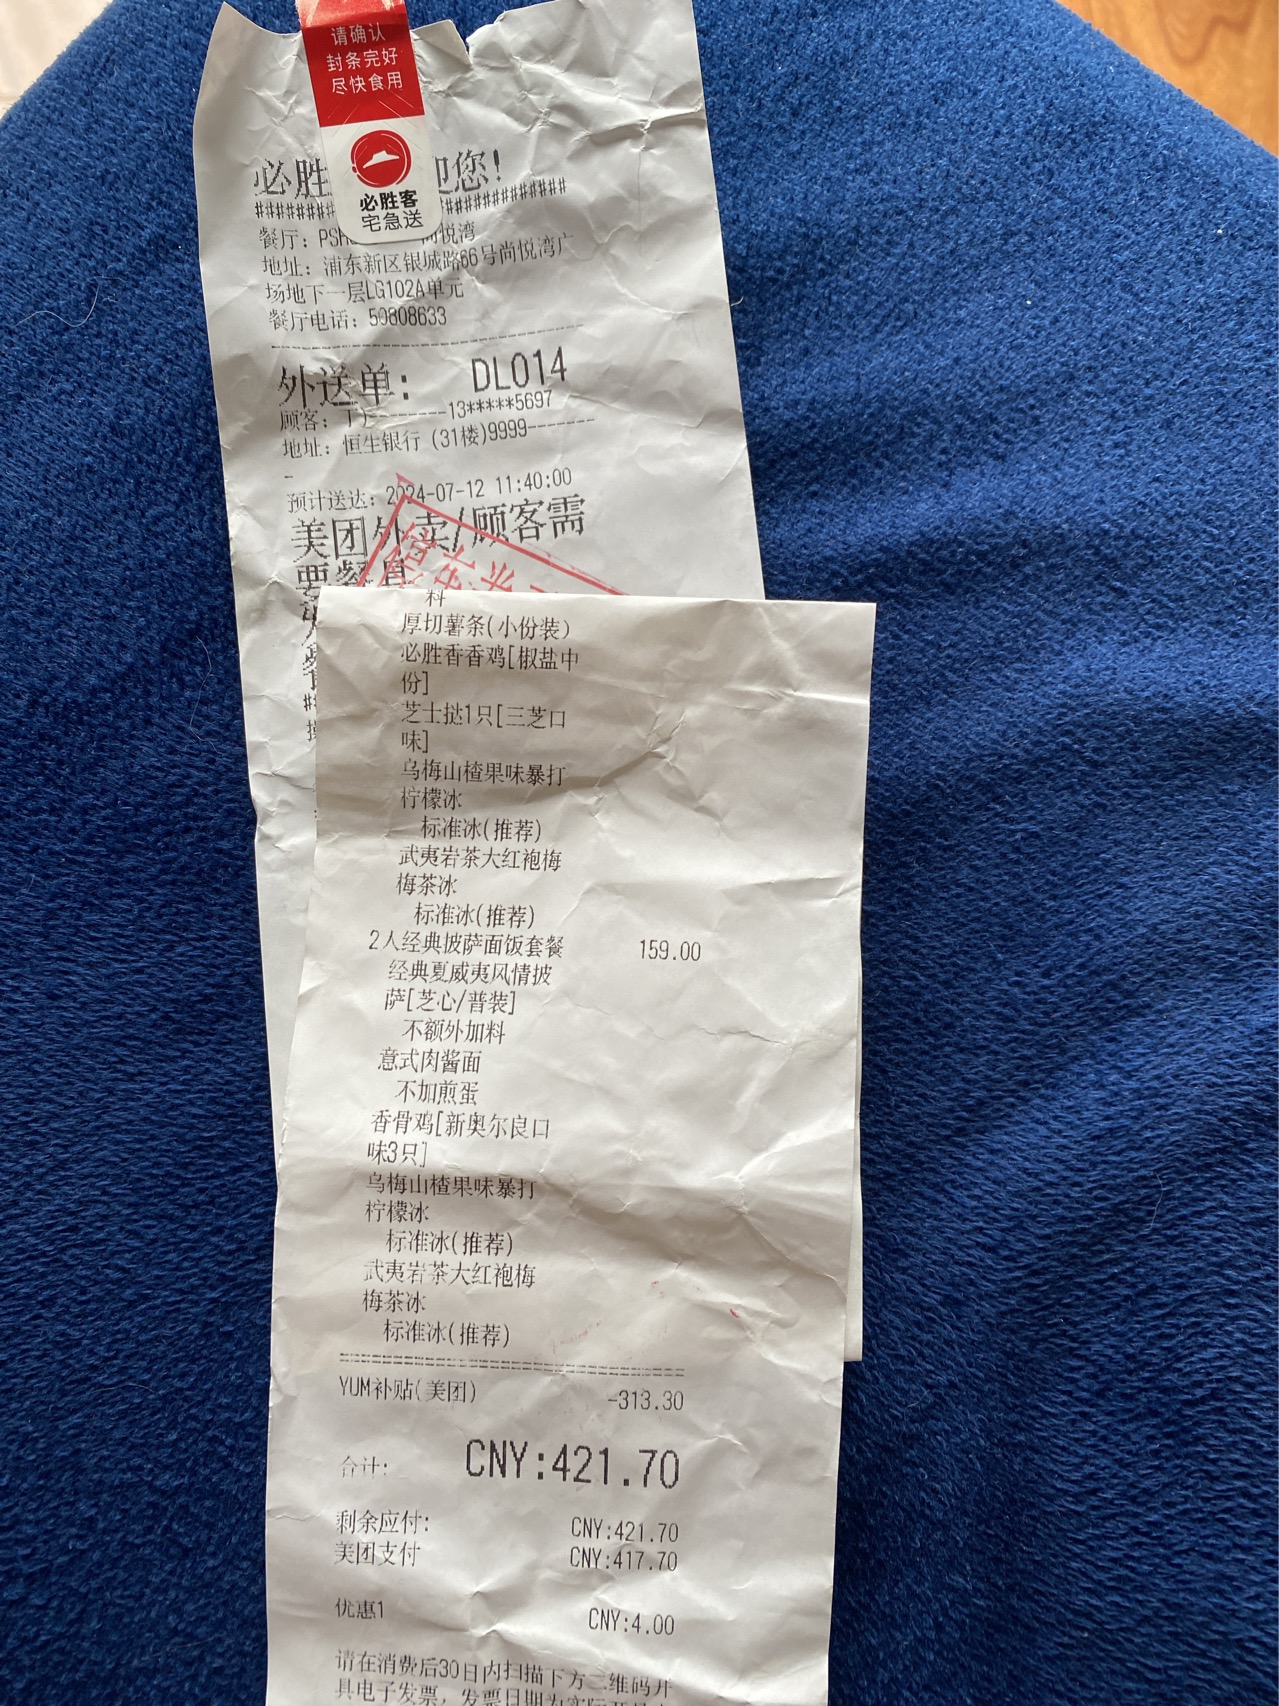 请确认
封条完好
尽快食用
必胜客
宅急送
必胜 迎您!
餐厅: 尚悦湾
地址: 浦东新区银城路66号尚悦湾广
场地下一层LG102A单元
餐厅电话: 59808633
外送单: DL014
顾客: 13*****5697
地址: 恒生银行 (31楼)9999-------
-
预计送达: 2024-07-12 11:40:00
美团外卖/顾客需
要餐具
料
厚切薯条(小份装)
必胜香香鸡[椒盐中
份]
芝士挞1只[三芝口
味]
乌梅山楂果味暴打
柠檬冰
标准冰(推荐)
武夷岩茶大红袍梅
梅茶冰
标准冰(推荐)
2人经典披萨面饭套餐 159.00
经典夏威夷风情披
萨[芝心/普装]
不额外加料
意式肉酱面
不加煎蛋
香骨鸡[新奥尔良口
味3只]
乌梅山楂果味暴打
柠檬冰
标准冰(推荐)
武夷岩茶大红袍梅
梅茶冰
标准冰(推荐)
YUM补贴(美团) -313.30
合计: CNY:421.70
剩余应付: CNY:421.70
美团支付 CNY:417.70
优惠1 CNY:4.00
请在消费后30日内扫描下方二维码开
具电子发票，发票日期为实际开